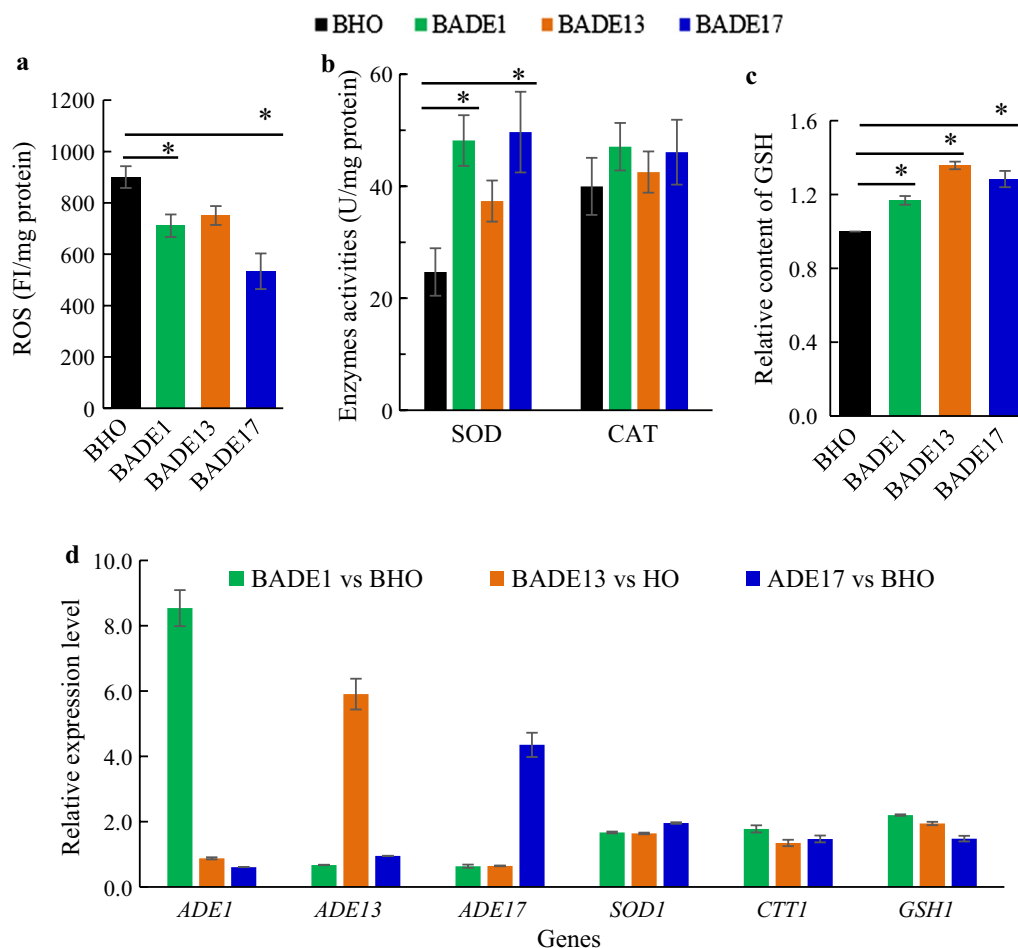 BHO BADE1 BADE13 BADE17
a
ROS (FI/mg protein)
1200
1000
800
600
400
200
0
*
*
BHO
BADE1
BADE13
BADE17
b
Enzymes activities (U/mg protein)
60
40
20
0
*
*
SOD CAT
c
Relative content of GSH
1.6
1.2
0.8
0.4
0.0
*
*
*
BHO
BADE1
BADE13
BADE17
d
BADE1 vs BHO BADE13 vs HO ADE17 vs BHO
Relative expression level
10.0
8.0
6.0
4.0
2.0
0.0
ADE1 ADE13 ADE17 SOD1 CTT1 GSH1
Genes